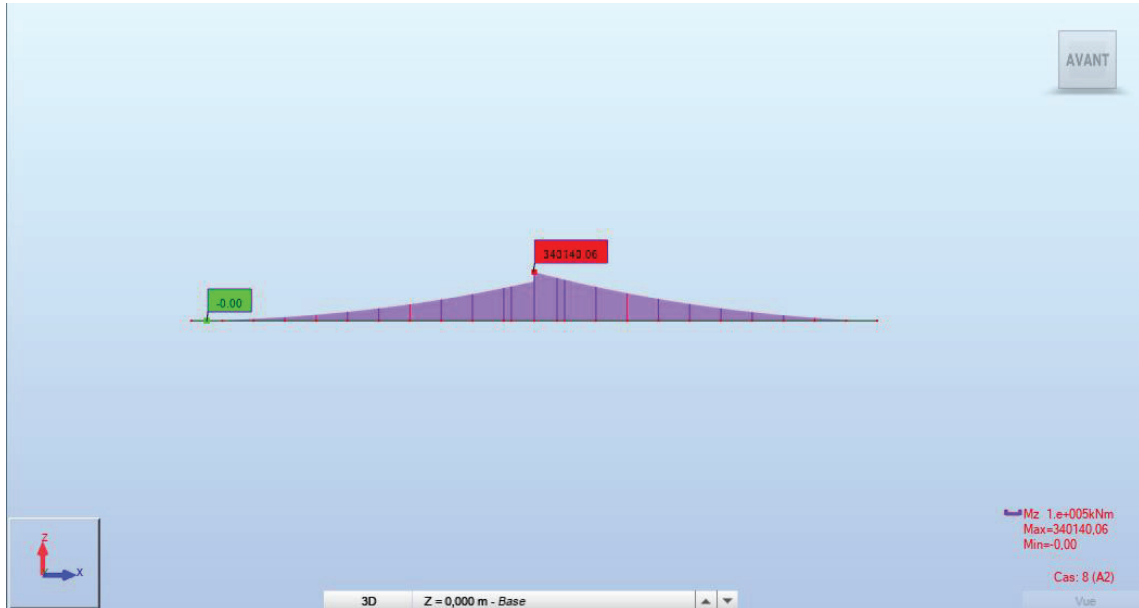 AVANT
340140.06
-0.00
Mz 1.e+005kNm
Max=340140,06
Min=-0,00
Cas: 8 (A2)
Z
Y
X
3D Z = 0,000 m - Base
Vue